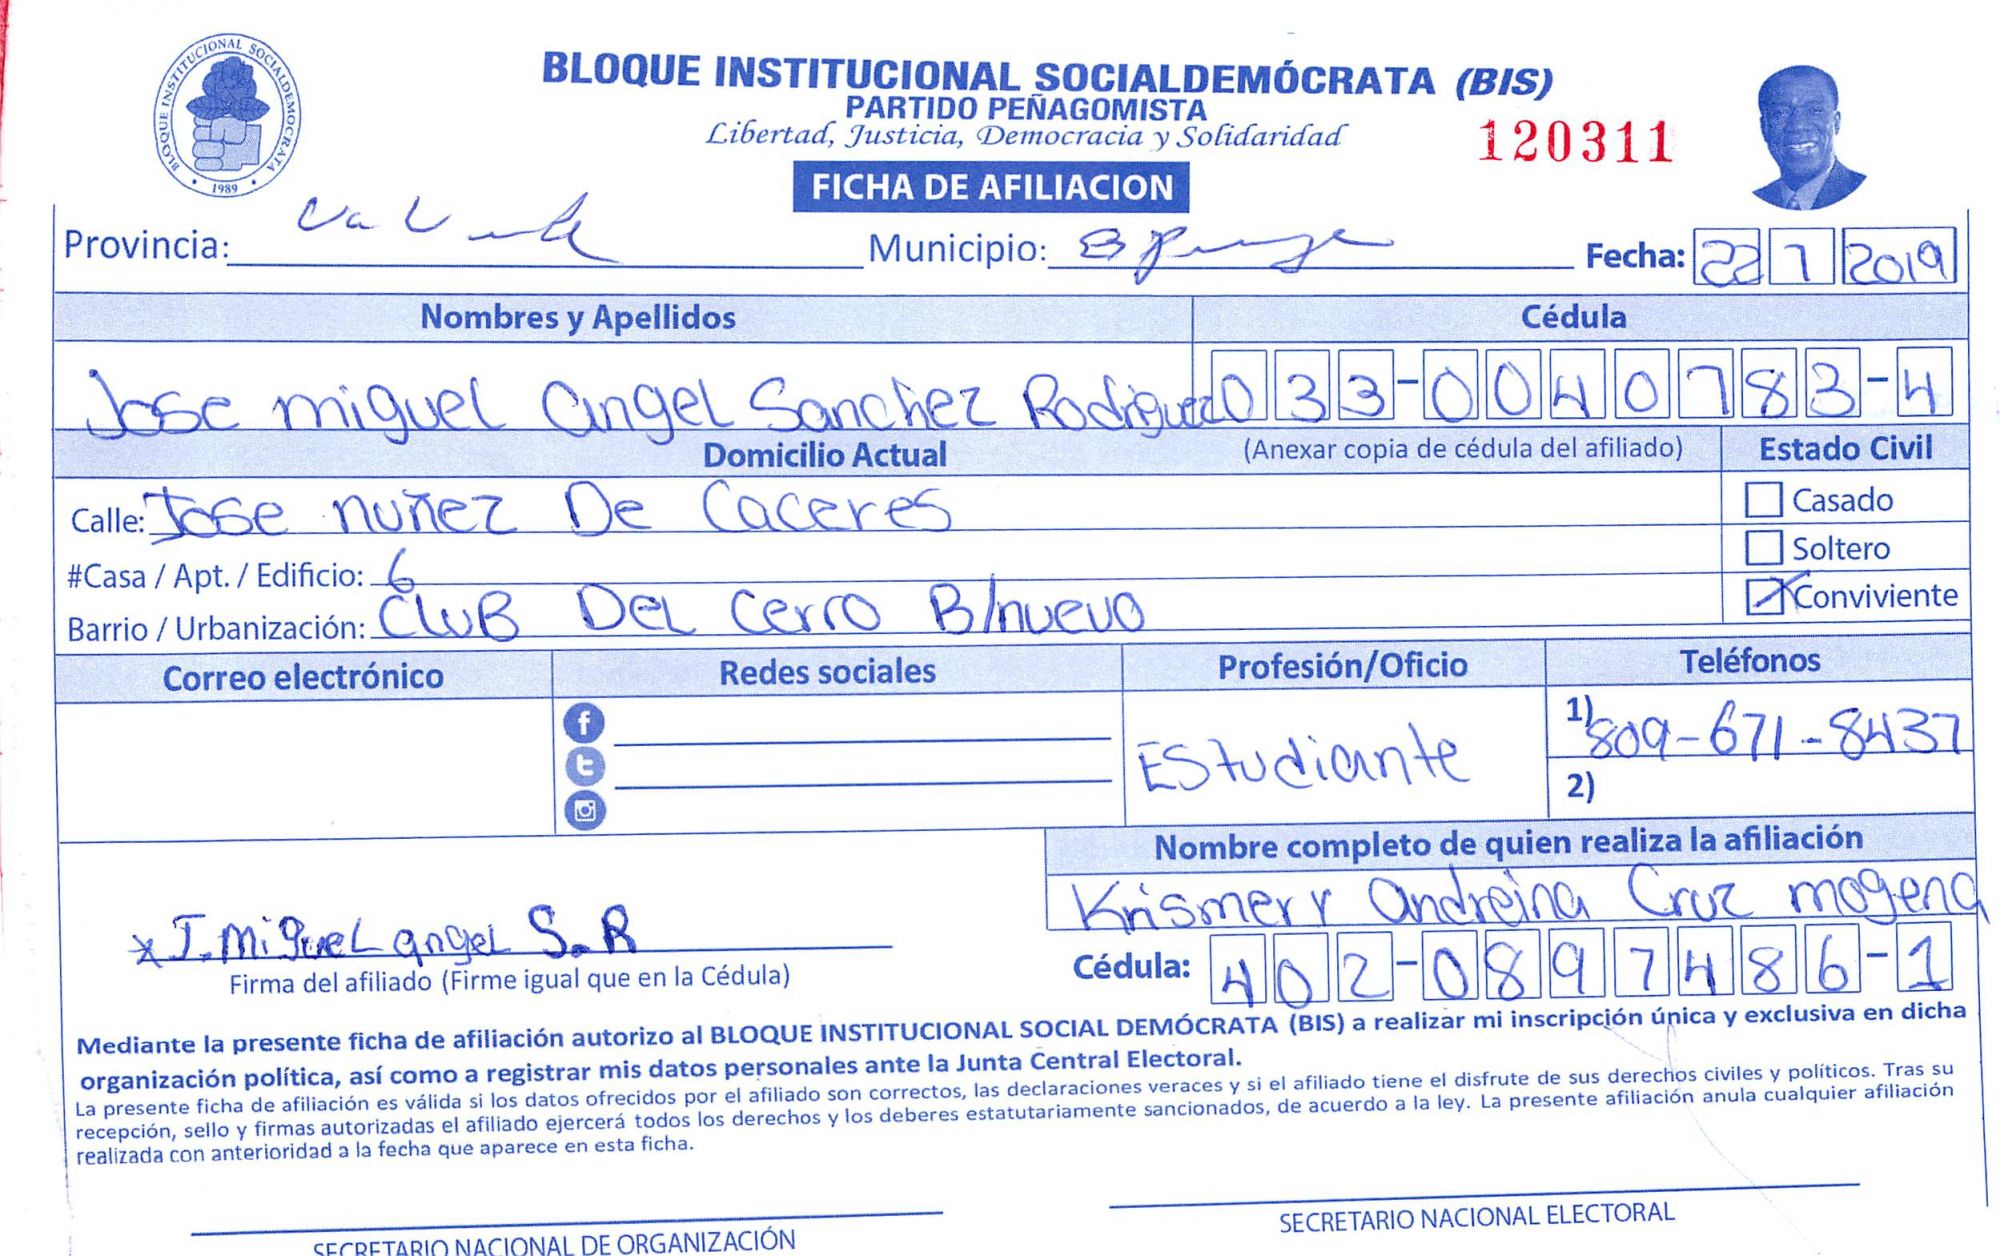 BLOQUE INSTITUCIONAL SOCIALDEMOCRATA
1989
BLOQUE INSTITUCIONAL SOCIALDEMÓCRATA (BIS)
PARTIDO PEÑAGOMISTA
Libertad, Justicia, Democracia y Solidaridad
120311
FICHA DE AFILIACION
Provincia: Municipio: Fecha: 22 7 2019
Nombres y Apellidos Cédula
Jose miguel angel Sanchez Rodriguez 033-0040783-4
Domicilio Actual (Anexar copia de cédula del afiliado) Estado Civil
Calle: Jose nuñez De Caceres Casado
#Casa / Apt. / Edificio: 6 Soltero
Barrio / Urbanización: CLuB DeL Cerro B/nuevo Conviviente
Correo electrónico Redes sociales Profesión/Oficio Teléfonos
1) 809-671-8437
EStudiante
2)
Nombre completo de quien realiza la afiliación
Krismery andreina Cruz mogena
x J. miguel angel S. R
Cédula: 402-0897486-1
Firma del afiliado (Firme igual que en la Cédula)
Mediante la presente ficha de afiliación autorizo al BLOQUE INSTITUCIONAL SOCIAL DEMÓCRATA (BIS) a realizar mi inscripción única y exclusiva en dicha
organización política, así como a registrar mis datos personales ante la Junta Central Electoral.
La presente ficha de afiliación es válida si los datos ofrecidos por el afiliado son correctos, las declaraciones veraces y si el afiliado tiene el disfrute de sus derechos civiles y políticos. Tras su
recepción, sello y firmas autorizadas el afiliado ejercerá todos los derechos y los deberes estatutariamente sancionados, de acuerdo a la ley. La presente afiliación anula cualquier afiliación
realizada con anterioridad a la fecha que aparece en esta ficha.
SECRETARIO NACIONAL DE ORGANIZACIÓN SECRETARIO NACIONAL ELECTORAL